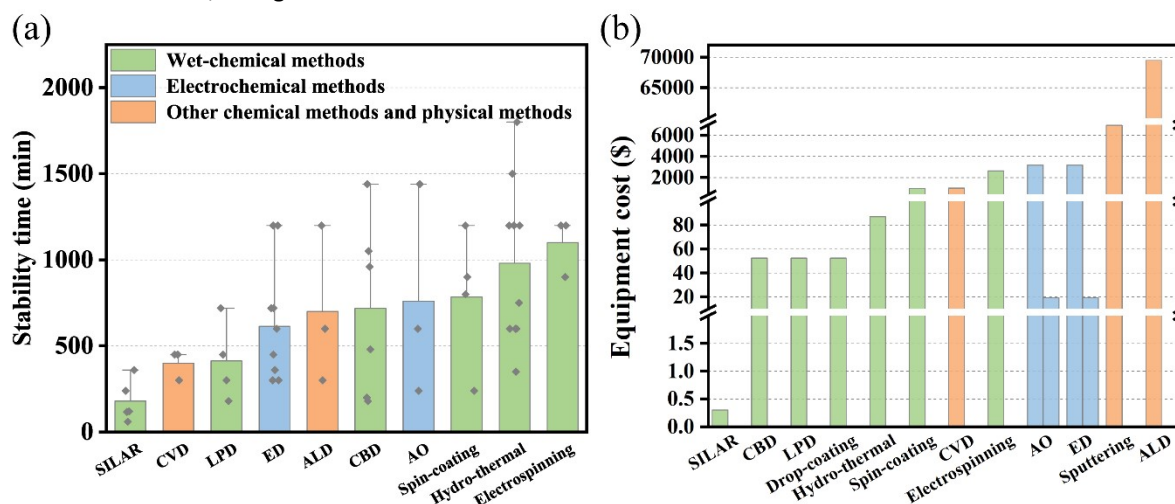 (a)
Wet-chemical methods
Electrochemical methods
Other chemical methods and physical methods
Stability time (min)
2000
1500
1000
500
0
SILAR
CVD
LPD
ED
ALD
CBD
AO
Spin-coating
Hydro-thermal
Electrospinning
(b)
Equipment cost ($)
70000
65000
6000
4000
2000
80
60
40
20
1.5
1.0
0.5
0.0
SILAR
CBD
LPD
Drop-coating
Hydro-thermal
Spin-coating
CVD
Electrospinning
AO
ED
Sputtering
ALD